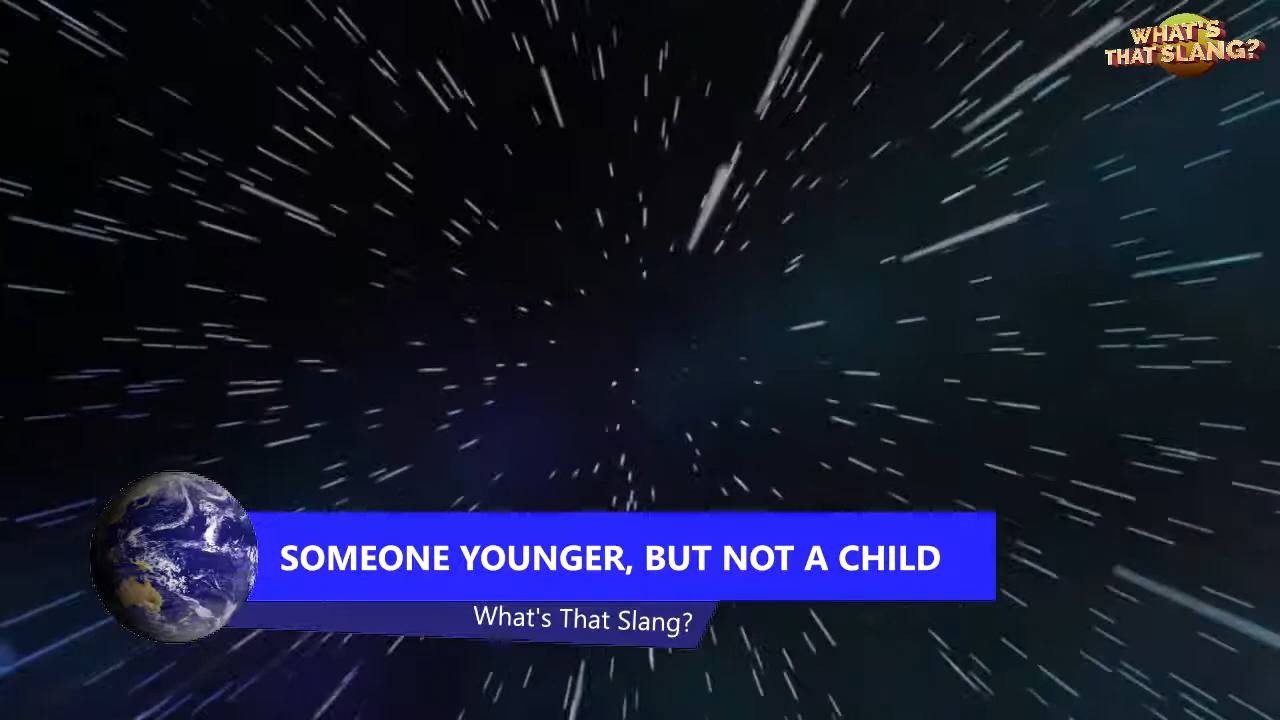 WHAT'S
THAT SLANG?
SOMEONE YOUNGER, BUT NOT A CHILD
What's That Slang?